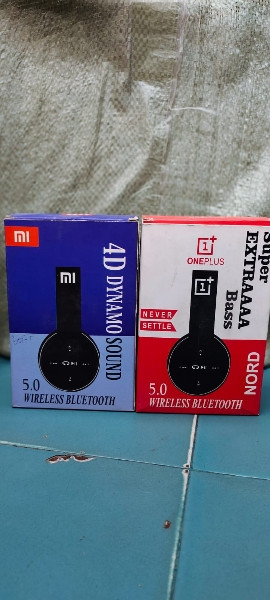 mi
4D DYNAMO SOUND
mi
5.0
WIRELESS BLUETOOTH
1+
ONEPLUS
Super
EXTRAAAA
Bass
1+
NEVER
SETTLE
NORD
5.0
WIRELESS BLUETOOTH